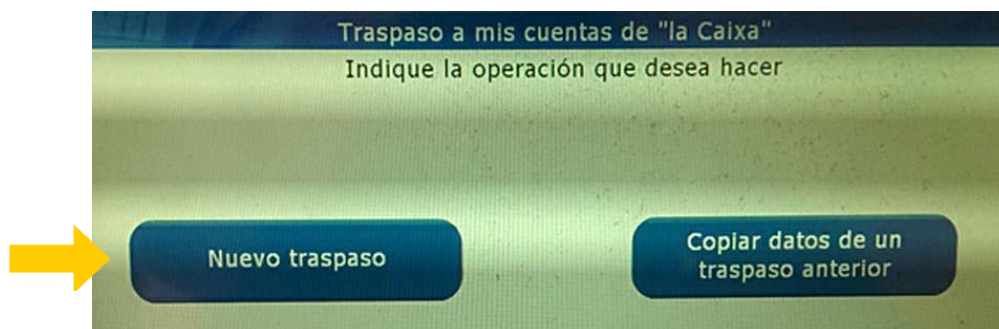 Traspaso a mis cuentas de "la Caixa"
Indique la operación que desea hacer
Nuevo traspaso
Copiar datos de un
traspaso anterior